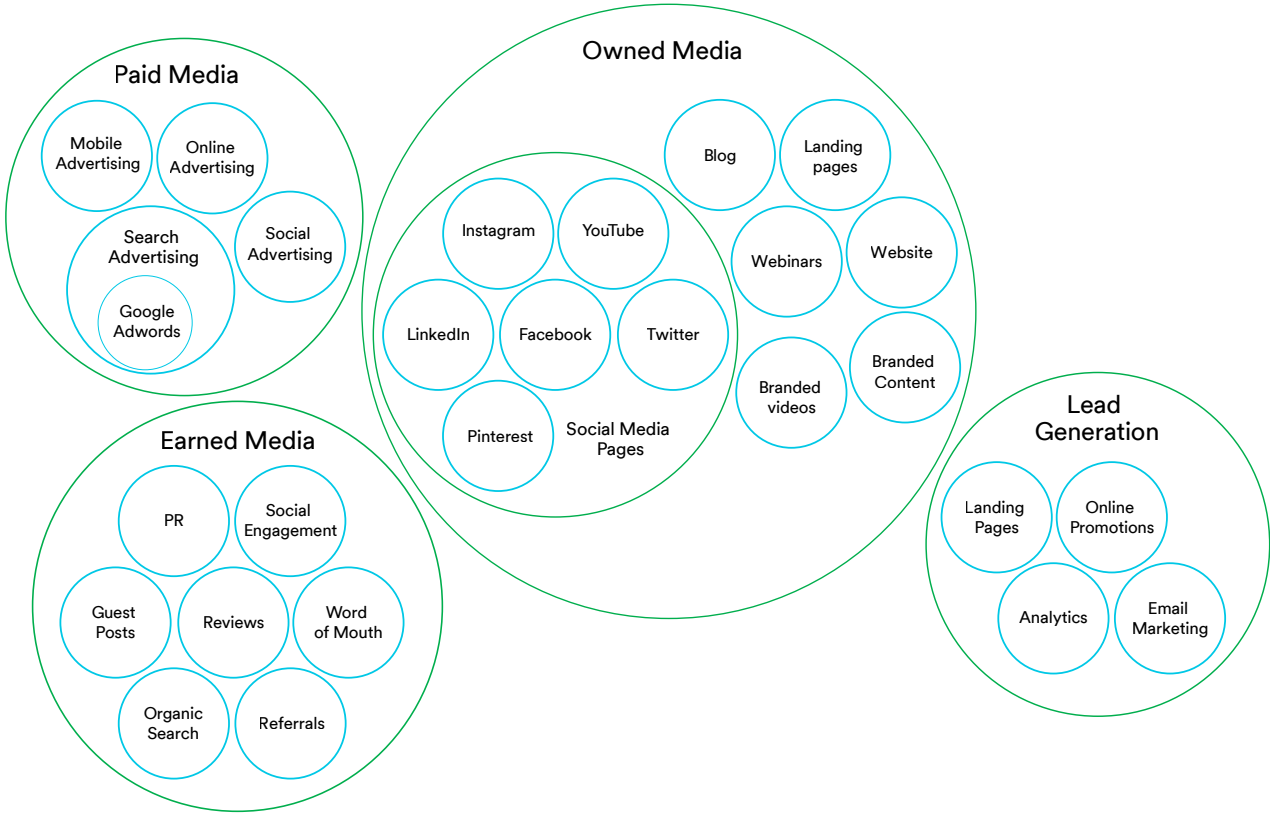 Paid Media
Mobile
Advertising
Online
Advertising
Search
Advertising
Social
Advertising
Google
Adwords
Owned Media
Blog
Landing
pages
Instagram
YouTube
Webinars
Website
LinkedIn
Facebook
Twitter
Branded
videos
Branded
Content
Pinterest
Social Media
Pages
Earned Media
PR
Social
Engagement
Guest
Posts
Reviews
Word
of Mouth
Organic
Search
Referrals
Lead
Generation
Landing
Pages
Online
Promotions
Analytics
Email
Marketing